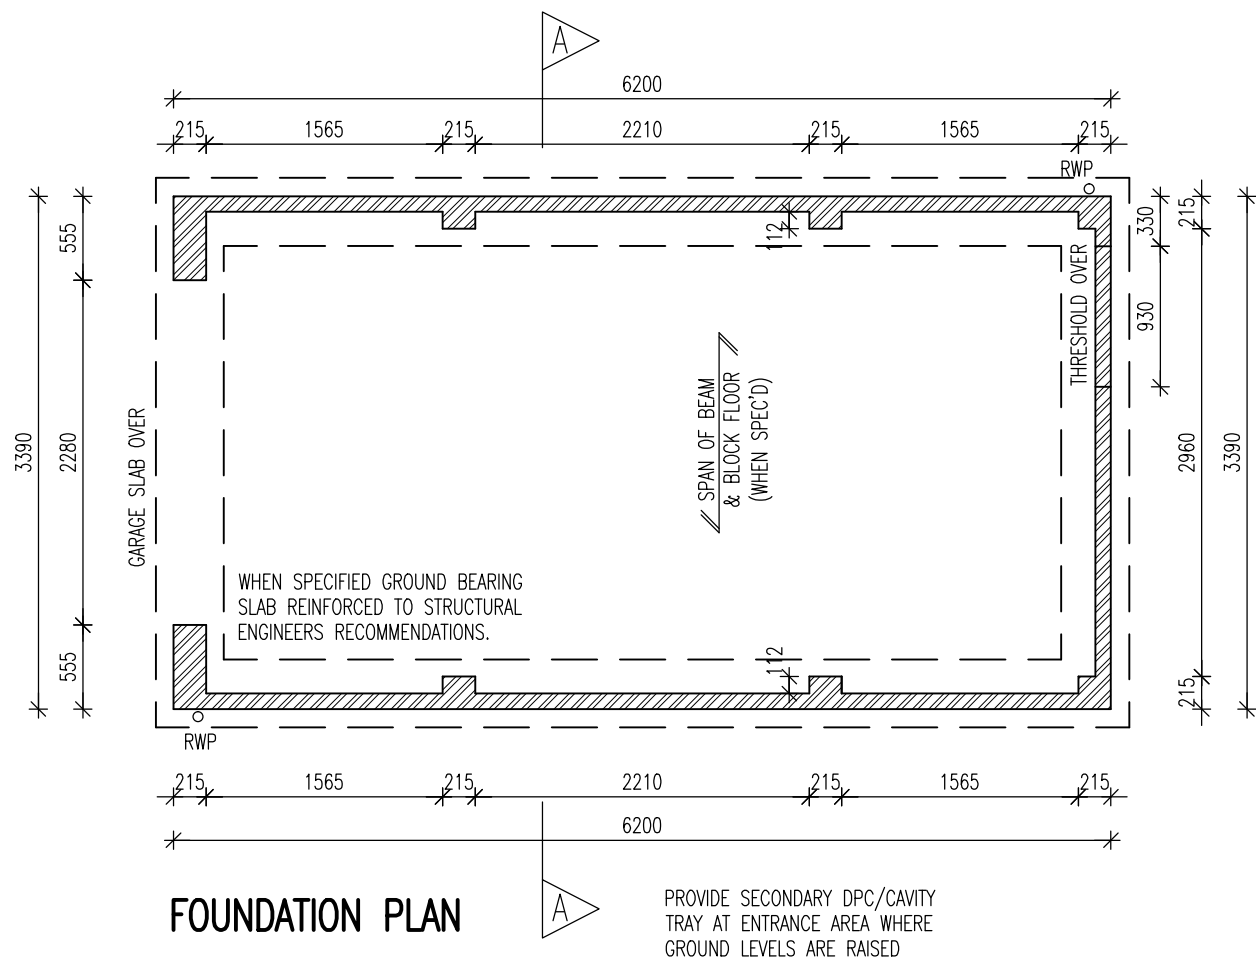 A
6200
215 1565 215 2210 215 1565 215
RWP
555
112
330
215
THRESHOLD OVER
930
3390
2280
GARAGE SLAB OVER
SPAN OF BEAM
& BLOCK FLOOR
(WHEN SPEC'D)
2960
3390
WHEN SPECIFIED GROUND BEARING
SLAB REINFORCED TO STRUCTURAL
ENGINEERS RECOMMENDATIONS.
555
112
215
RWP
215 1565 215 2210 215 1565 215
6200
A
FOUNDATION PLAN
PROVIDE SECONDARY DPC/CAVITY
TRAY AT ENTRANCE AREA WHERE
GROUND LEVELS ARE RAISED